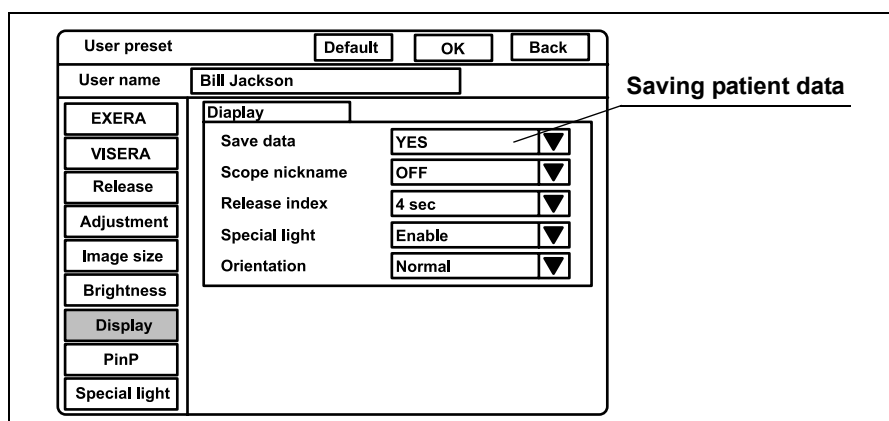 User preset Default OK Back
User name Bill Jackson
Saving patient data
EXERA
VISERA
Release
Adjustment
Image size
Brightness
Display
PinP
Special light
Diaplay
Save data YES
Scope nickname OFF
Release index 4 sec
Special light Enable
Orientation Normal